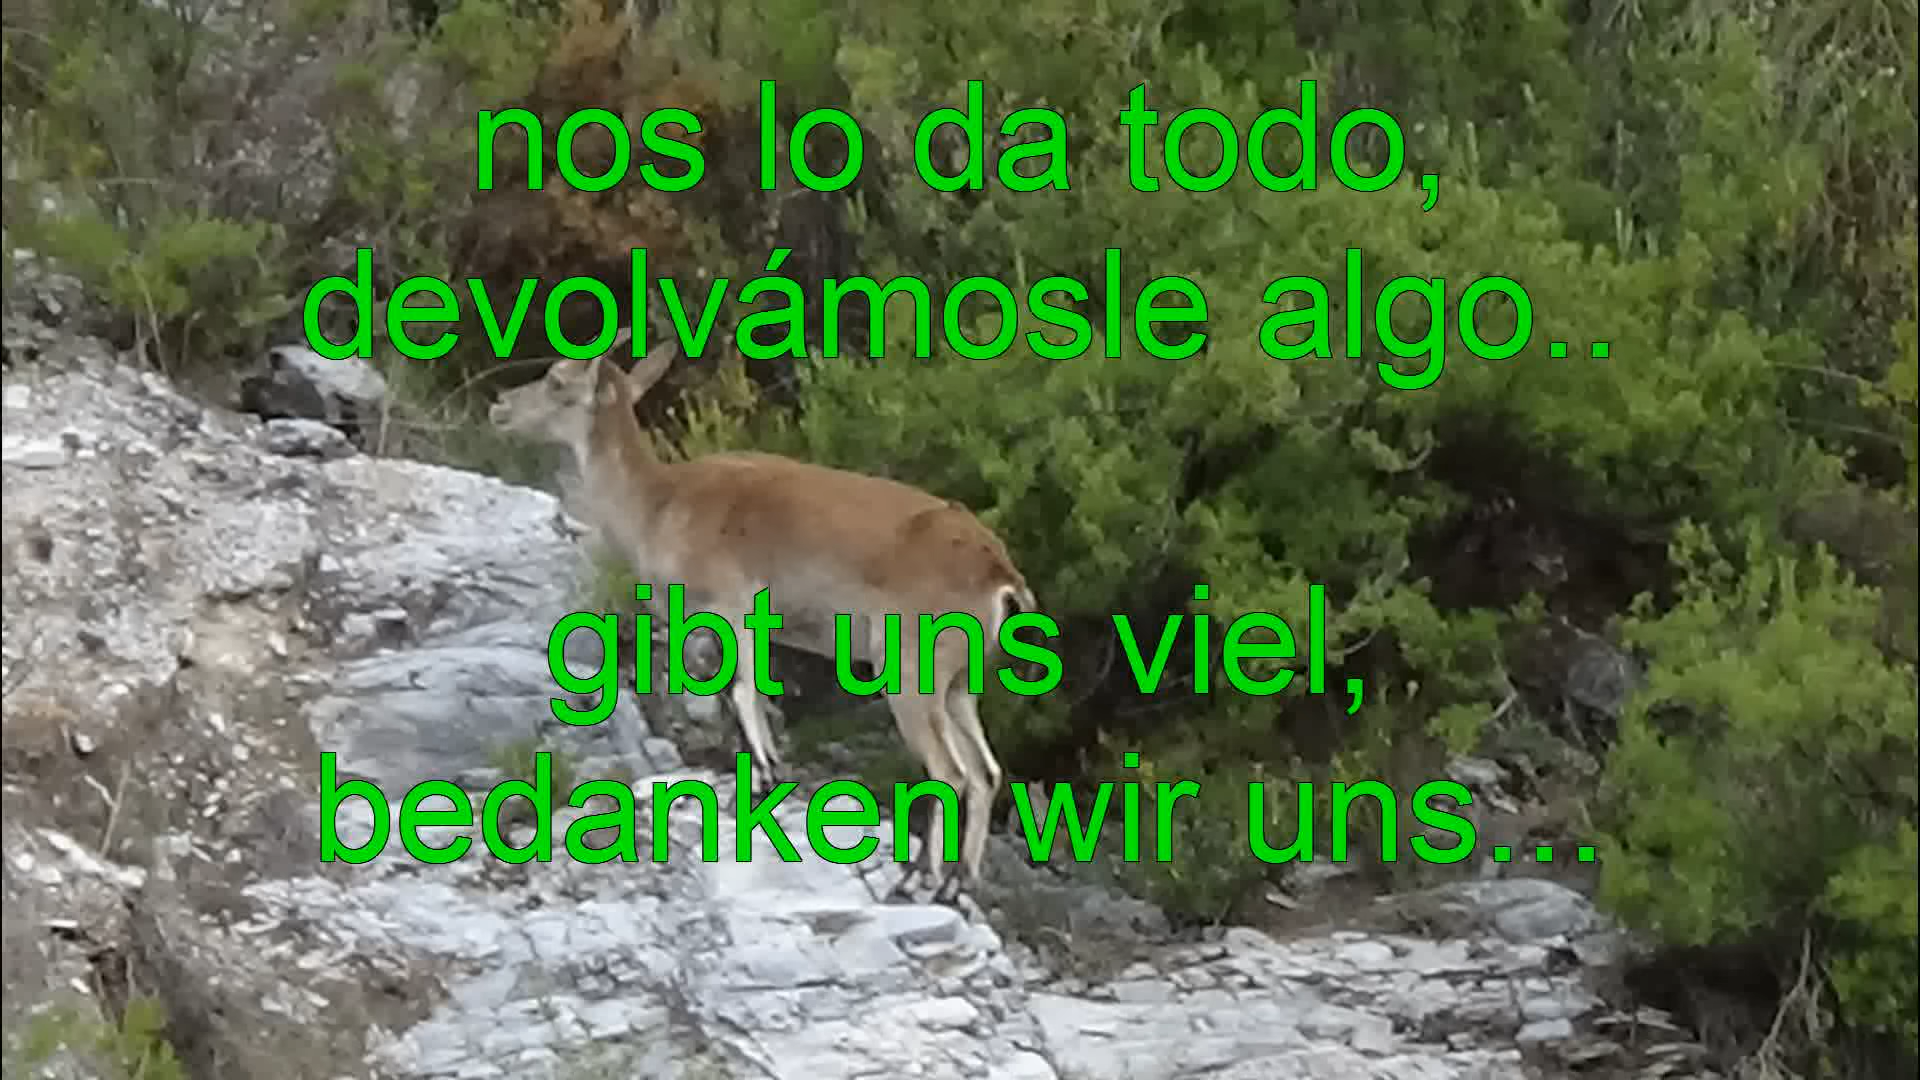 nos lo da todo,
devolvámosle algo..
gibt uns viel,
bedanken wir uns...